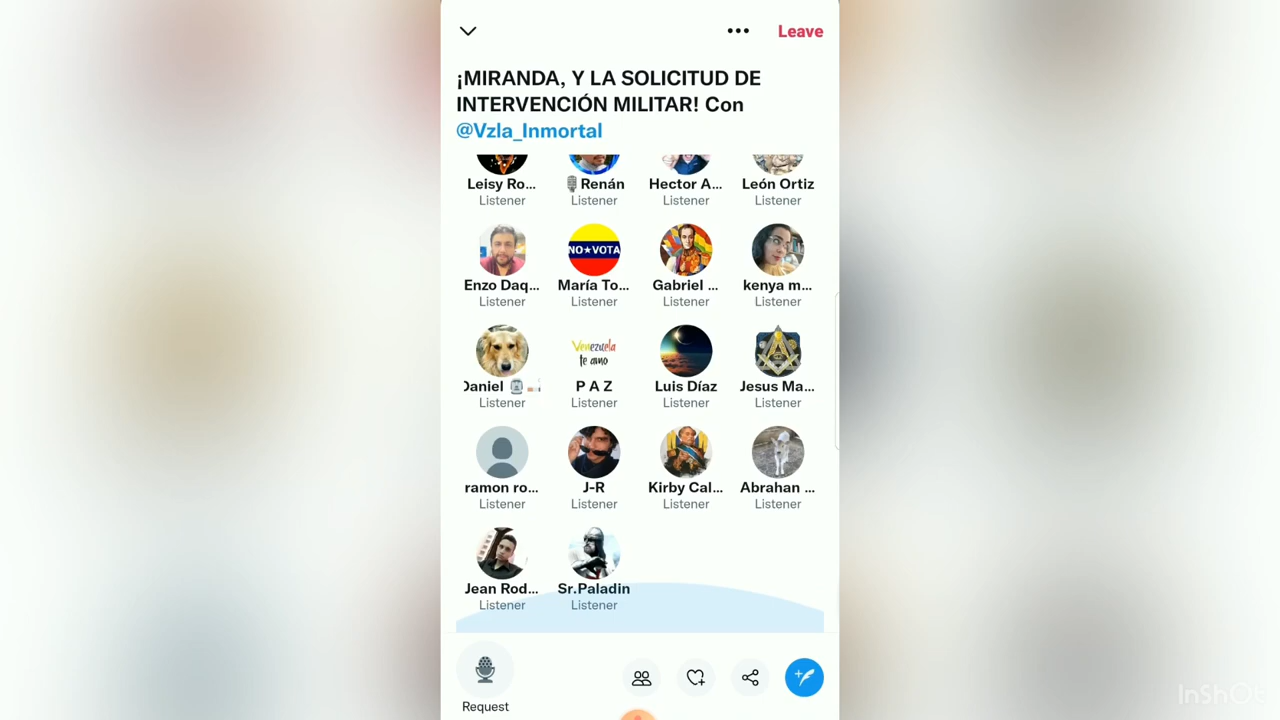 Leave
¡MIRANDA, Y LA SOLICITUD DE
INTERVENCIÓN MILITAR! Con
@Vzla_Inmortal
Leisy Ro... Renán Hector A... León Ortiz
Listener Listener Listener Listener
NO★VOTA
Enzo Daq... María To... Gabriel ... kenya m...
Listener Listener Listener Listener
Venezuela
te amo
Daniel P A Z Luis Díaz Jesus Ma...
Listener Listener Listener Listener
ramon ro... J-R Kirby Cal... Abrahan ...
Listener Listener Listener Listener
Jean Rod... Sr.Paladin
Listener Listener
Request
InShOt